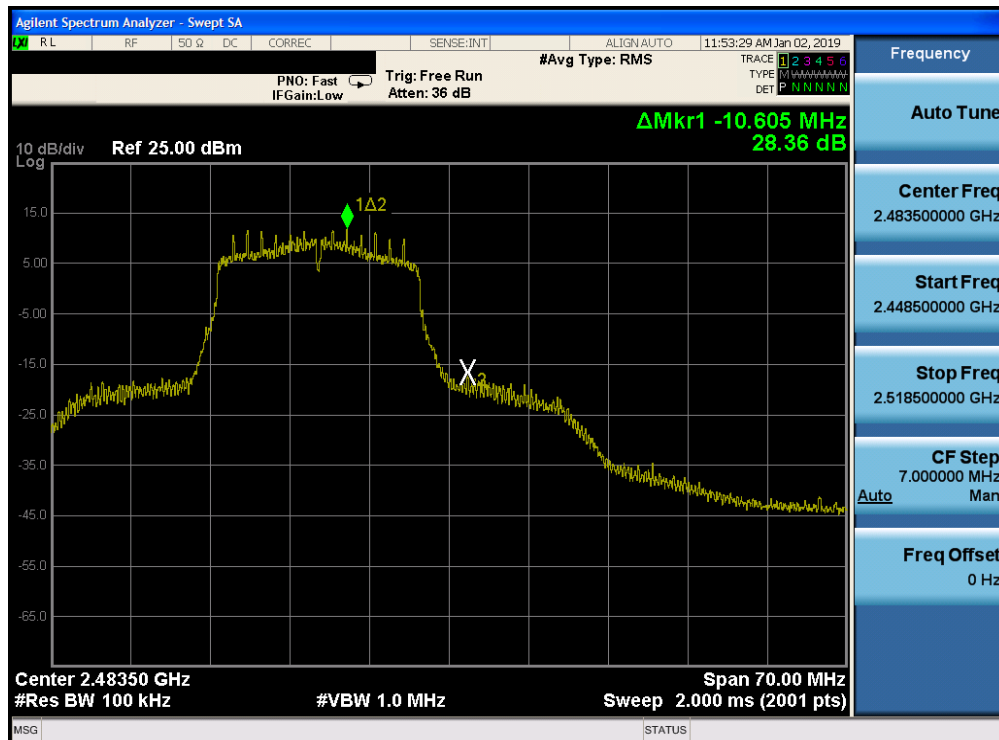 Agilent Spectrum Analyzer - Swept SA
LXI RL RF 50 Ω DC CORREC SENSE:INT ALIGN AUTO 11:53:29 AM Jan 02, 2019
#Avg Type: RMS
TRACE 1 2 3 4 5 6
PNO: Fast Trig: Free Run
TYPE M
IFGain:Low Atten: 36 dB
DET P N N N N N
ΔMkr1 -10.605 MHz
28.36 dB
10 dB/div Ref 25.00 dBm
Log
1Δ2
15.0
5.00
-5.00
-15.0
X2
-25.0
-35.0
-45.0
-55.0
-65.0
Center 2.48350 GHz Span 70.00 MHz
#Res BW 100 kHz #VBW 1.0 MHz Sweep 2.000 ms (2001 pts)
MSG STATUS
Frequency
Auto Tune
Center Freq
2.483500000 GHz
Start Freq
2.448500000 GHz
Stop Freq
2.518500000 GHz
CF Step
7.000000 MHz
Auto Man
Freq Offset
0 Hz